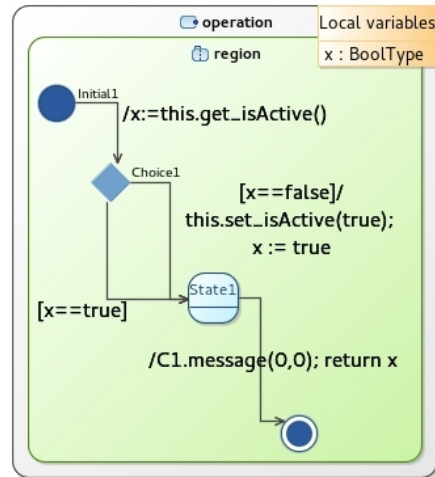 operation
Local variables
x : BoolType
region
Initial1
/x:=this.get_isActive()
Choice1
[x==false]/
this.set_isActive(true);
x := true
State1
[x==true]
/C1.message(0,0); return x